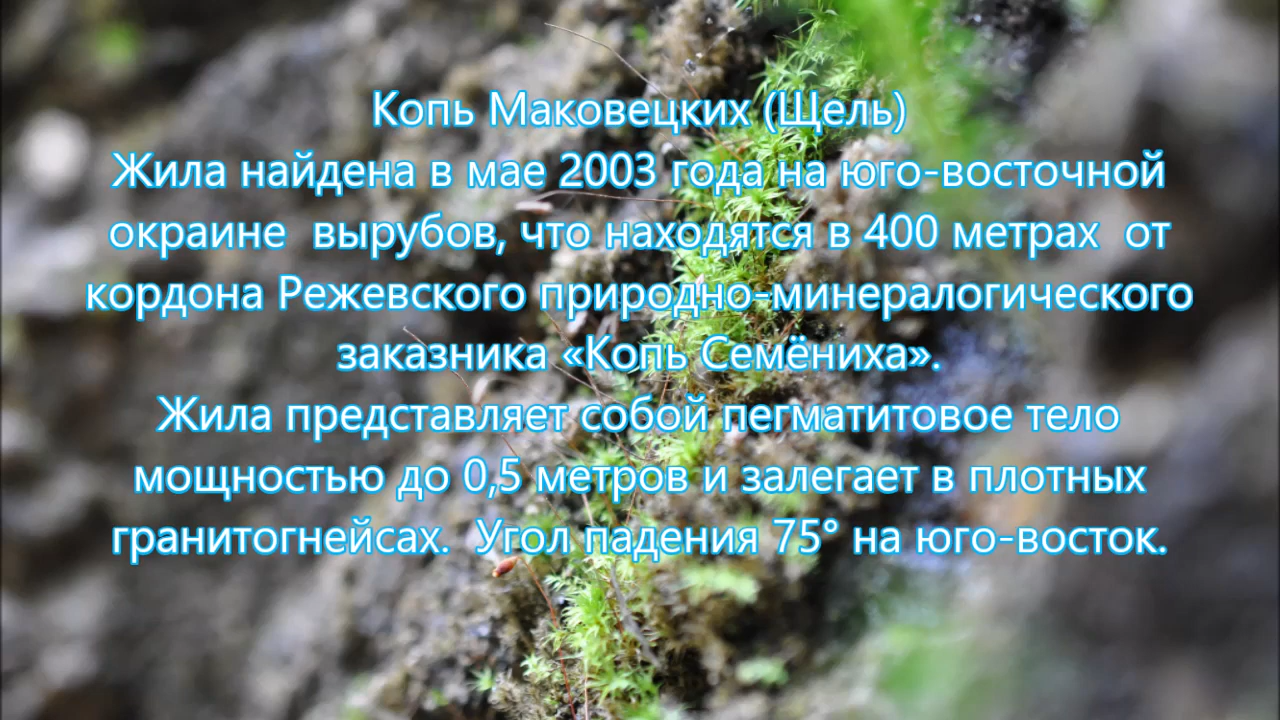 Копь Маковецких (Щель)
Жила найдена в мае 2003 года на юго-восточной
окраине  вырубов, что находятся в 400 метрах  от
кордона Режевского природно-минералогического
заказника «Копь Семёниха».
Жила представляет собой пегматитовое тело
мощностью до 0,5 метров и залегает в плотных
гранитогнейсах.  Угол падения 75° на юго-восток.